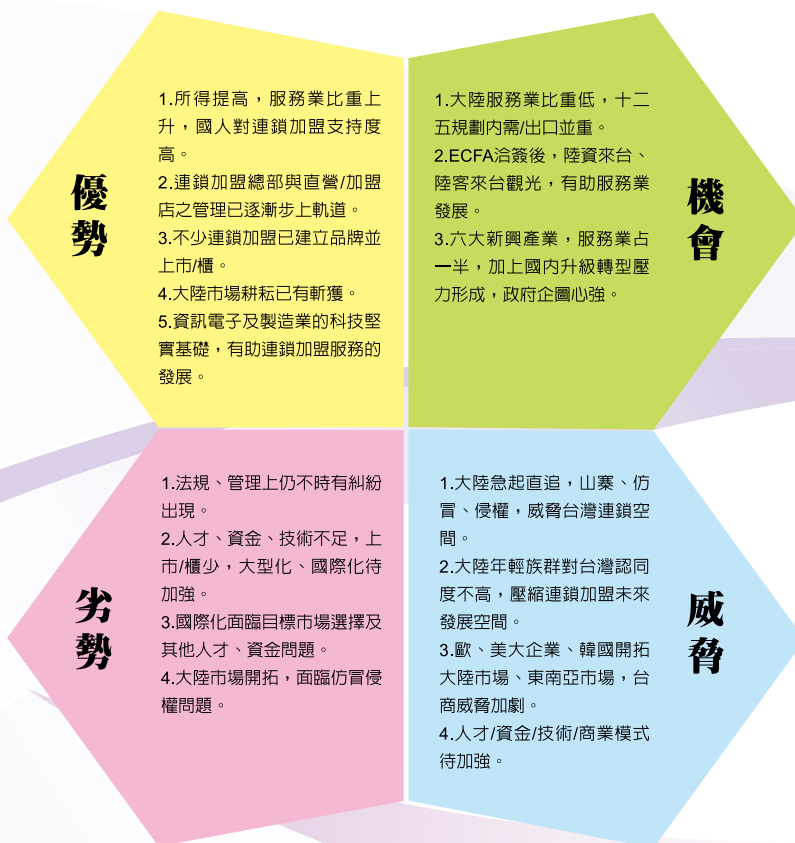 優
勢
1.所得提高，服務業比重上
升，國人對連鎖加盟支持度
高。
2.連鎖加盟總部與直營/加盟
店之管理已逐漸步上軌道。
3.不少連鎖加盟已建立品牌並
上市/櫃。
4.大陸市場耕耘已有斬獲。
5.資訊電子及製造業的科技堅
實基礎，有助連鎖加盟服務的
發展。
機
會
1.大陸服務業比重低，十二
五規劃內需/出口並重。
2.ECFA洽簽後，陸資來台、
陸客來台觀光，有助服務業
發展。
3.六大新興產業，服務業占
一半，加上國內升級轉型壓
力形成，政府企圖心強。
劣
勢
1.法規、管理上仍不時有糾紛
出現。
2.人才、資金、技術不足，上
市/櫃少，大型化、國際化待
加強。
3.國際化面臨目標市場選擇及
其他人才、資金問題。
4.大陸市場開拓，面臨仿冒侵
權問題。
威
脅
1.大陸急起直追，山寨、仿
冒、侵權，威脅台灣連鎖空
間。
2.大陸年輕族群對台灣認同
度不高，壓縮連鎖加盟未來
發展空間。
3.歐、美大企業、韓國開拓
大陸市場、東南亞市場，台
商威脅加劇。
4.人才/資金/技術/商業模式
待加強。